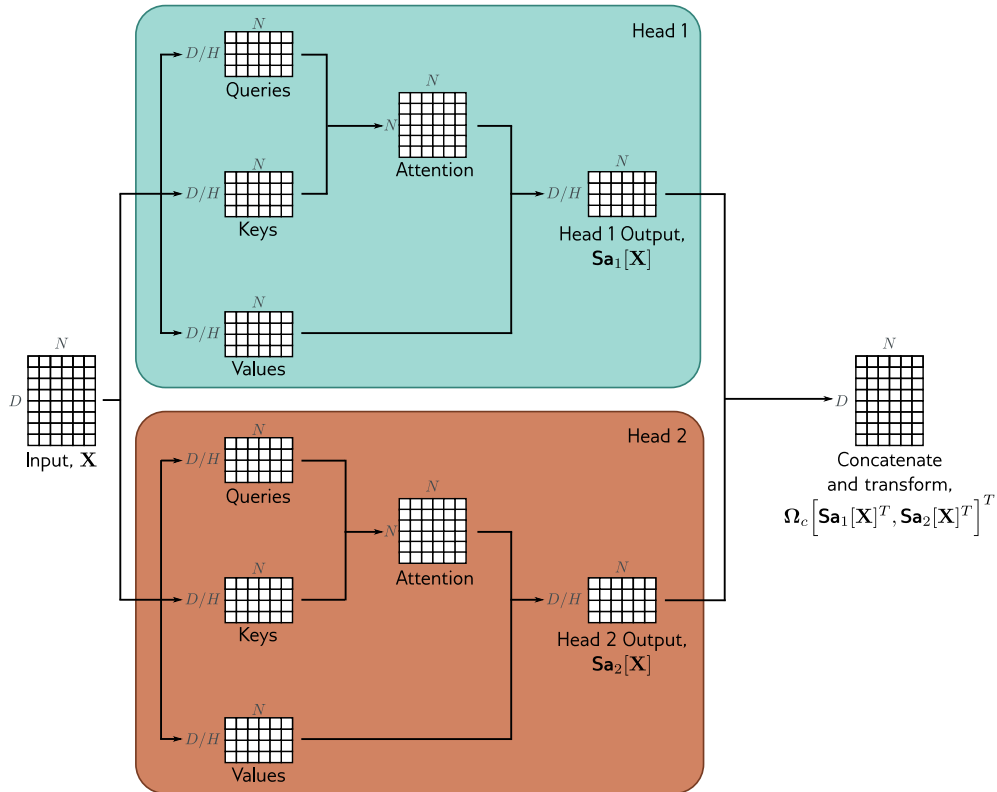 Head 1
N
D/H
Queries
N
N
Attention
N
D/H
Keys
N
D/H
Head 1 Output,
Sa₁[X]
N
D/H
Values
N
D
Input, X
N
D
Concatenate
and transform,
Ω_c[Sa₁[X]^T, Sa₂[X]^T]^T
Head 2
N
D/H
Queries
N
N
Attention
N
D/H
Keys
N
D/H
Head 2 Output,
Sa₂[X]
N
D/H
Values